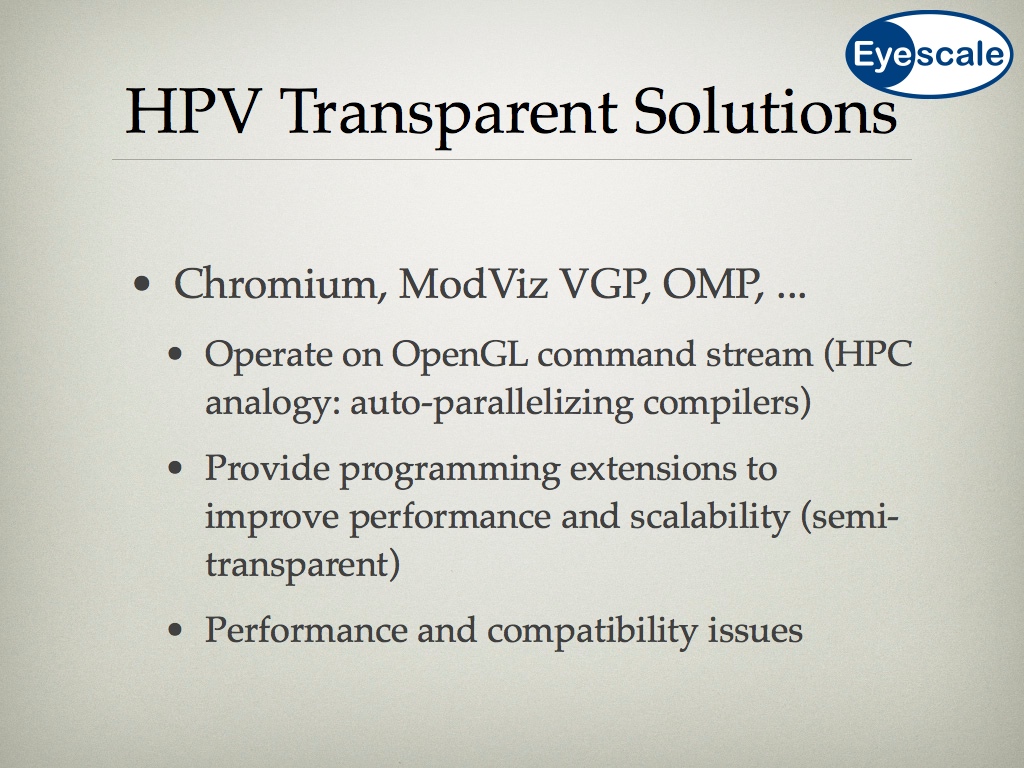 Eyescale
HPV Transparent Solutions
• Chromium, ModViz VGP, OMP, ...
• Operate on OpenGL command stream (HPC
analogy: auto-parallelizing compilers)
• Provide programming extensions to
improve performance and scalability (semi-
transparent)
• Performance and compatibility issues